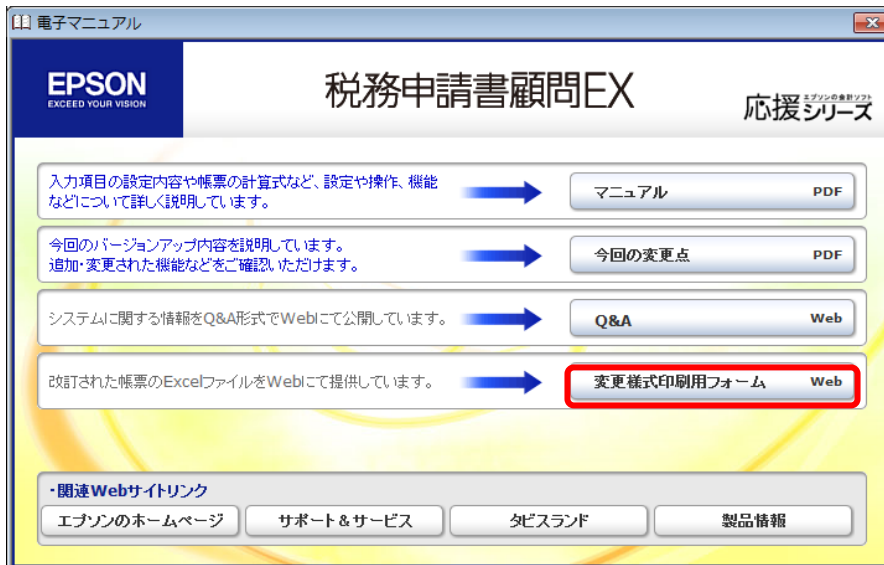 電子マニュアル
EPSON
EXCEED YOUR VISION
税務申請書顧問EX
エプソンの会計ソフト
応援シリーズ
入力項目の設定内容や帳票の計算式など、設定や操作、機能
などについて詳しく説明しています。
マニュアル PDF
今回のバージョンアップ内容を説明しています。
追加・変更された機能などをご確認いただけます。
今回の変更点 PDF
システムに関する情報をQ&A形式でWebにて公開しています。
Q&A Web
改訂された帳票のExcelファイルをWebにて提供しています。
変更様式印刷用フォーム Web
・関連Webサイトリンク
エプソンのホームページ
サポート＆サービス
タビスランド
製品情報